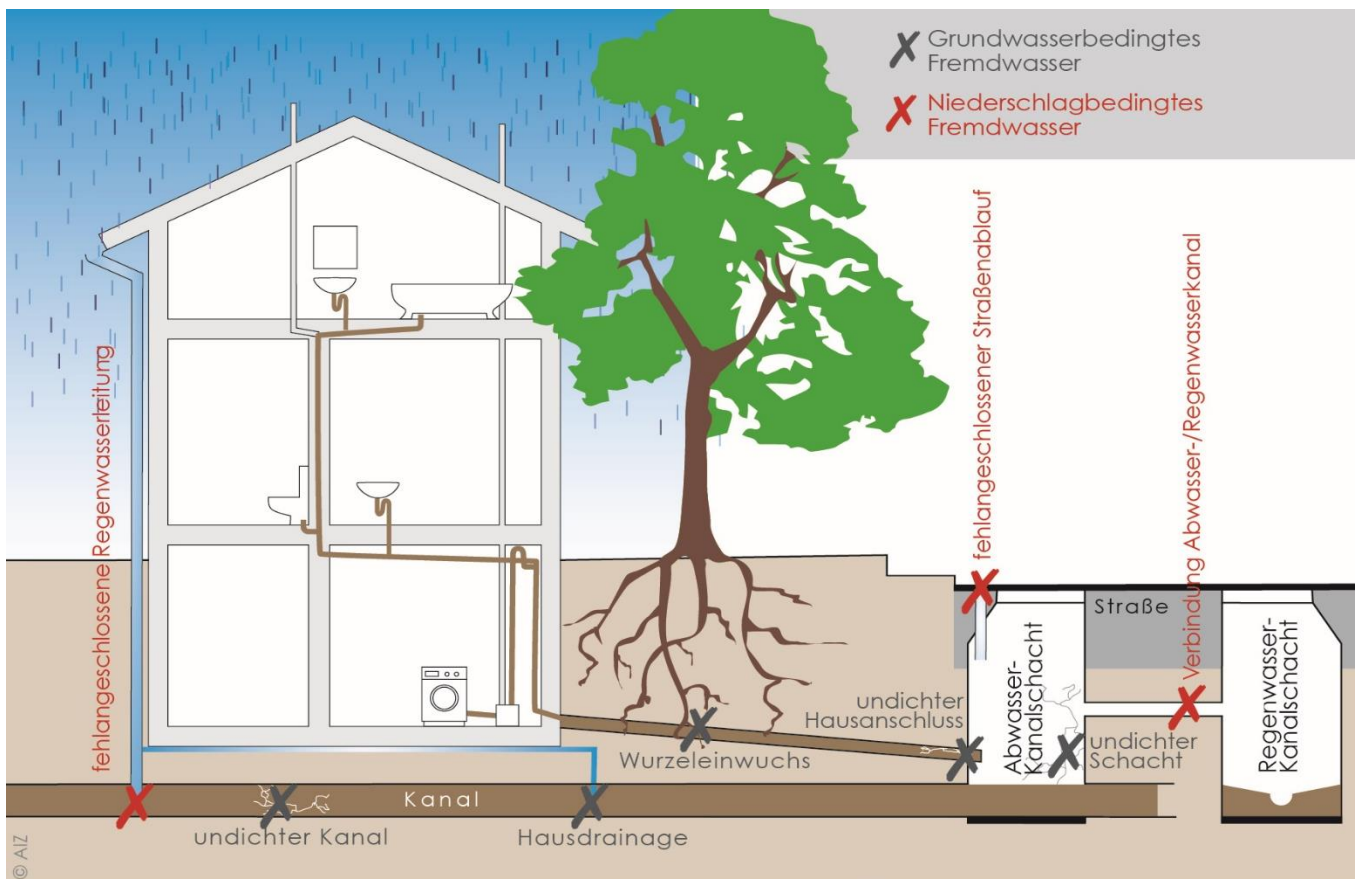 Grundwasserbedingtes
Fremdwasser
Niederschlagbedingtes
Fremdwasser
fehlangeschlossene Regenwasserleitung
fehlangeschlossener Straßenablauf
Verbindung Abwasser-/Regenwasserkanal
Straße
Abwasser-
Kanalschacht
Regenwasser-
Kanalschacht
undichter
Hausanschluss
undichter
Schacht
Wurzeleinwuchs
Kanal
undichter Kanal
Hausdrainage
© AIZ